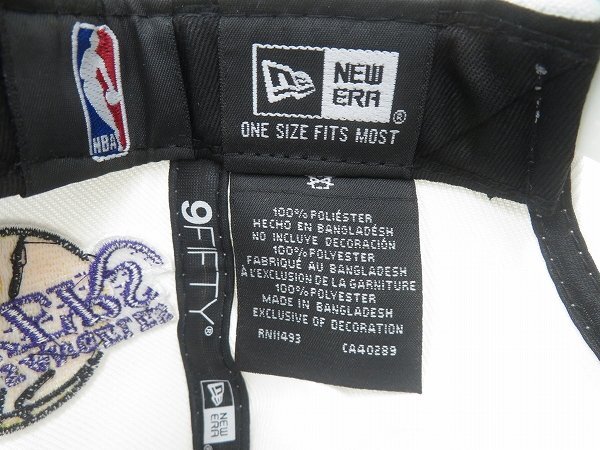 NBA
NEW
ERA®
ONE SIZE FITS MOST
100% POLIÉSTER
HECHO EN BANGLADÉSH
NO INCLUYE DECORACIÓN
100% POLYESTER
FABRIQUÉ AU BANGLADESH
À L'EXCLUSION DE LA GARNITURE
100% POLYESTER
MADE IN BANGLADESH
EXCLUSIVE OF DECORATION
RN11493 CA40289
9FIFTY®
NEW
ERA